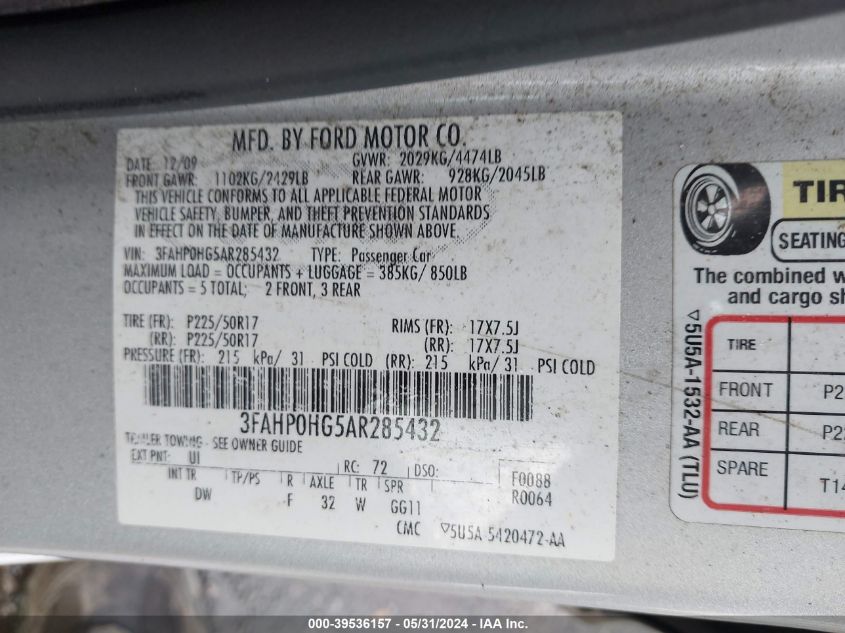 MFD. BY FORD MOTOR CO.
DATE: 12/09 GVWR: 2029KG/4474LB
FRONT GAWR: 1102KG/2429LB REAR GAWR: 928KG/2045LB
THIS VEHICLE CONFORMS TO ALL APPLICABLE FEDERAL MOTOR
VEHICLE SAFETY, BUMPER, AND THEFT PREVENTION STANDARDS
IN EFFECT ON THE DATE OF MANUFACTURE SHOWN ABOVE.
VIN: 3FAHP0HG5AR285432 TYPE: Passenger Car
MAXIMUM LOAD = OCCUPANTS + LUGGAGE = 385KG/ 850LB
OCCUPANTS = 5 TOTAL; 2 FRONT, 3 REAR
TIRE (FR): P225/50R17 RIMS (FR): 17X7.5J
(RR): P225/50R17 (RR): 17X7.5J
PRESSURE (FR): 215 kPa/ 31 PSI COLD (RR): 215 kPa/ 31 PSI COLD
3FAHP0HG5AR285432
TRAILER TOWING - SEE OWNER GUIDE
EXT PNT: UI RC: 72 DSO: F0088
INT TR TP/PS R AXLE TR SPR R0064
DW F 32 W GG11
CMC ▽5U5A 5420472-AA
TIR
SEATING
The combined w
and cargo sh
TIRE
FRONT P2
REAR P22
SPARE T14
▽5U5A-1532-AA (TLU)
000-39536157 - 05/31/2024 - IAA Inc.